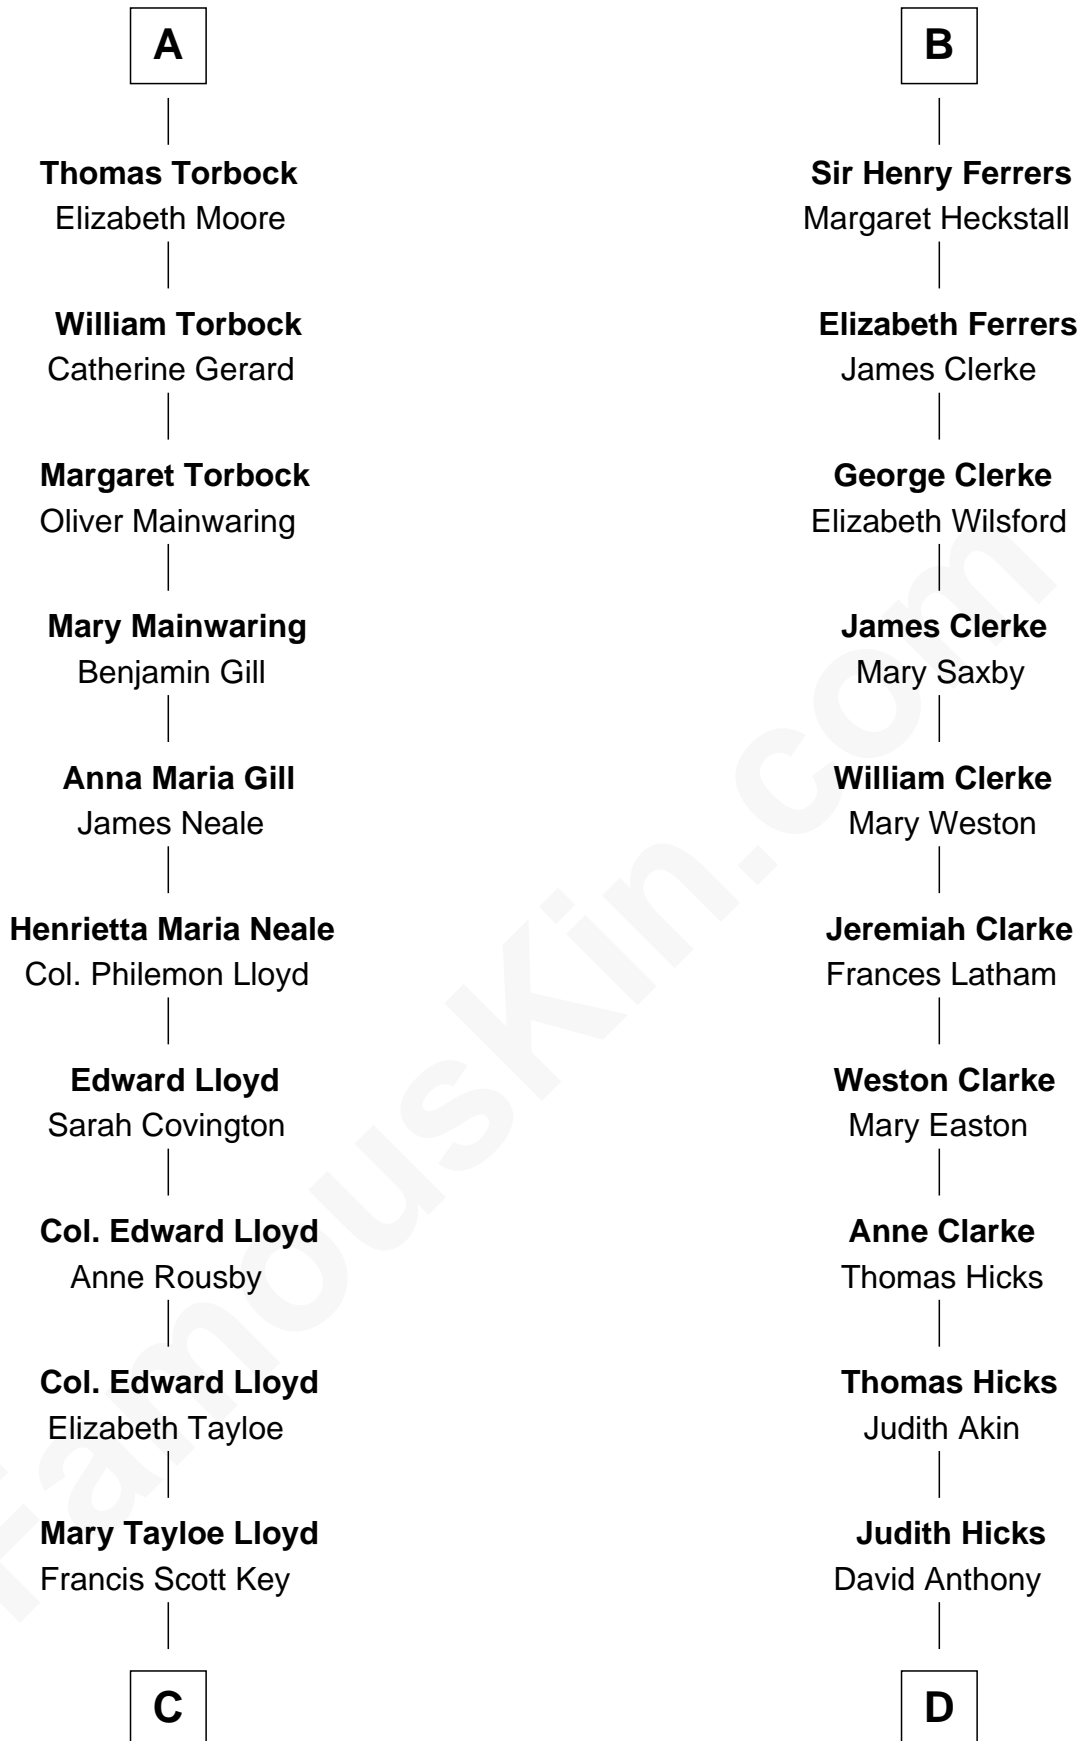 A
Thomas Torbock
Elizabeth Moore
William Torbock
Catherine Gerard
Margaret Torbock
Oliver Mainwaring
Mary Mainwaring
Benjamin Gill
Anna Maria Gill
James Neale
Henrietta Maria Neale
Col. Philemon Lloyd
Edward Lloyd
Sarah Covington
Col. Edward Lloyd
Anne Rousby
Col. Edward Lloyd
Elizabeth Tayloe
Mary Tayloe Lloyd
Francis Scott Key
C
B
Sir Henry Ferrers
Margaret Heckstall
Elizabeth Ferrers
James Clerke
George Clerke
Elizabeth Wilsford
James Clerke
Mary Saxby
William Clerke
Mary Weston
Jeremiah Clarke
Frances Latham
Weston Clarke
Mary Easton
Anne Clarke
Thomas Hicks
Thomas Hicks
Judith Akin
Judith Hicks
David Anthony
D
FamousKin.com